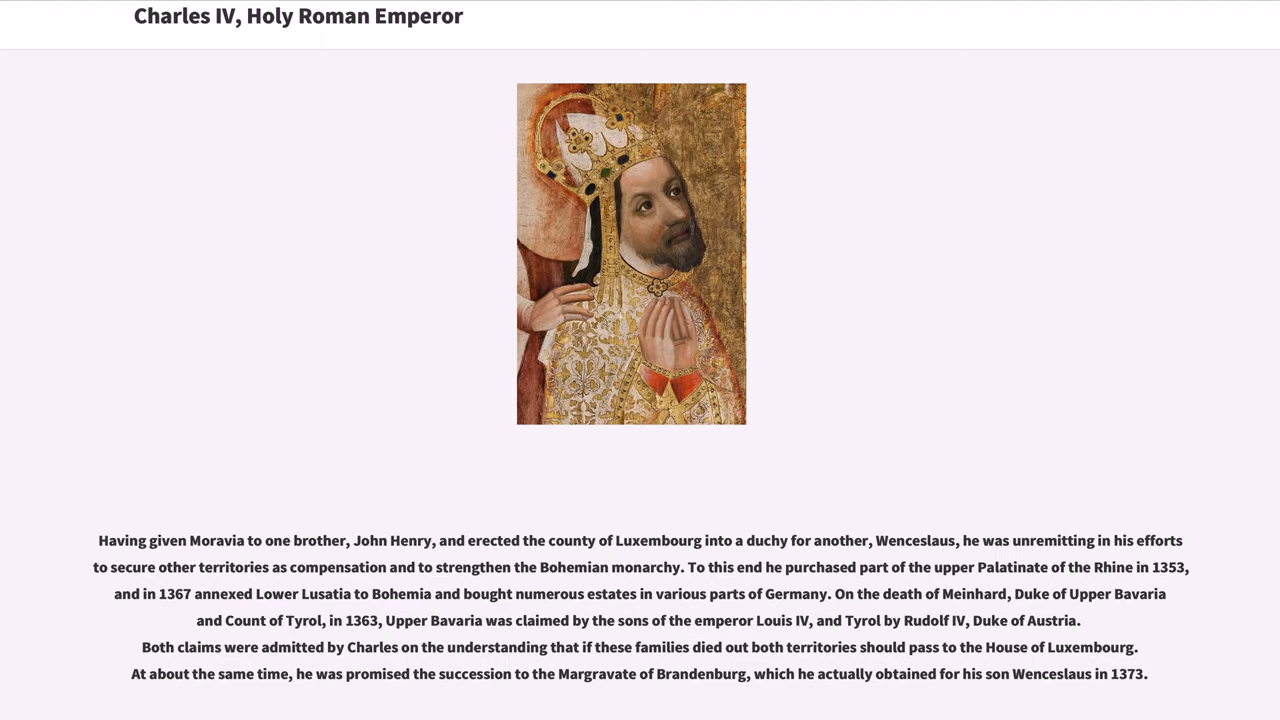 Charles IV, Holy Roman Emperor
Having given Moravia to one brother, John Henry, and erected the county of Luxembourg into a duchy for another, Wenceslaus, he was unremitting in his efforts
to secure other territories as compensation and to strengthen the Bohemian monarchy. To this end he purchased part of the upper Palatinate of the Rhine in 1353,
and in 1367 annexed Lower Lusatia to Bohemia and bought numerous estates in various parts of Germany. On the death of Meinhard, Duke of Upper Bavaria
and Count of Tyrol, in 1363, Upper Bavaria was claimed by the sons of the emperor Louis IV, and Tyrol by Rudolf IV, Duke of Austria.
Both claims were admitted by Charles on the understanding that if these families died out both territories should pass to the House of Luxembourg.
At about the same time, he was promised the succession to the Margravate of Brandenburg, which he actually obtained for his son Wenceslaus in 1373.